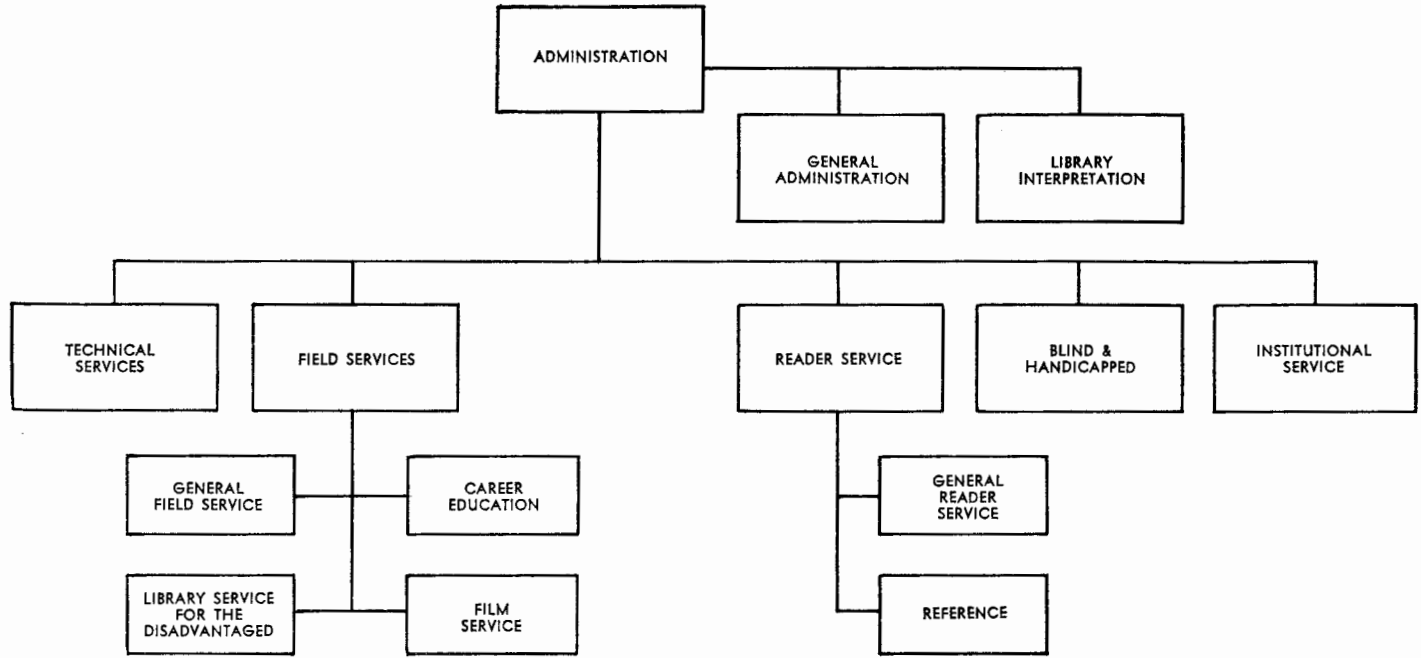 ADMINISTRATION
GENERAL
ADMINISTRATION
LIBRARY
INTERPRETATION
TECHNICAL
SERVICES
FIELD SERVICES
READER SERVICE
BLIND &
HANDICAPPED
INSTITUTIONAL
SERVICE
GENERAL
FIELD SERVICE
CAREER
EDUCATION
GENERAL
READER
SERVICE
LIBRARY SERVICE
FOR THE
DISADVANTAGED
FILM
SERVICE
REFERENCE